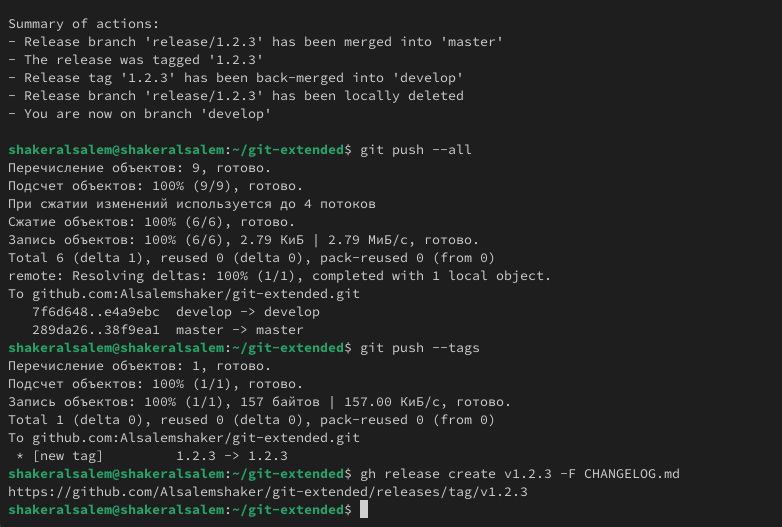 Summary of actions:
- Release branch 'release/1.2.3' has been merged into 'master'
- The release was tagged '1.2.3'
- Release tag '1.2.3' has been back-merged into 'develop'
- Release branch 'release/1.2.3' has been locally deleted
- You are now on branch 'develop'
shakeralsalem@shakeralsalem:~/git-extended$ git push --all
Перечисление объектов: 9, готово.
Подсчет объектов: 100% (9/9), готово.
При сжатии изменений используется до 4 потоков
Сжатие объектов: 100% (6/6), готово.
Запись объектов: 100% (6/6), 2.79 КиБ | 2.79 МиБ/с, готово.
Total 6 (delta 1), reused 0 (delta 0), pack-reused 0 (from 0)
remote: Resolving deltas: 100% (1/1), completed with 1 local object.
To github.com:Alsalemshaker/git-extended.git
   7f6d648..e4a9ebc  develop -> develop
   289da26..38f9ea1  master -> master
shakeralsalem@shakeralsalem:~/git-extended$ git push --tags
Перечисление объектов: 1, готово.
Подсчет объектов: 100% (1/1), готово.
Запись объектов: 100% (1/1), 157 байтов | 157.00 КиБ/с, готово.
Total 1 (delta 0), reused 0 (delta 0), pack-reused 0 (from 0)
To github.com:Alsalemshaker/git-extended.git
 * [new tag]         1.2.3 -> 1.2.3
shakeralsalem@shakeralsalem:~/git-extended$ gh release create v1.2.3 -F CHANGELOG.md
https://github.com/Alsalemshaker/git-extended/releases/tag/v1.2.3
shakeralsalem@shakeralsalem:~/git-extended$